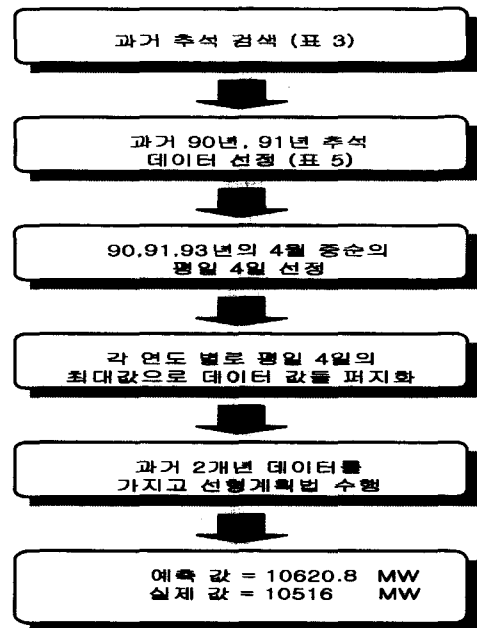 과거 추석 검색 (표 3)
과거 90년, 91년 추석
데이터 선정 (표 5)
90,91,93년의 4월 중순의
평일 4일 선정
각 연도 별로 평일 4일의
최대값으로 데이터 값들 퍼지화
과거 2개년 데이터를
가지고 선형계획법 수행
예측 값 = 10620.8 MW
실제 값 = 10516 MW